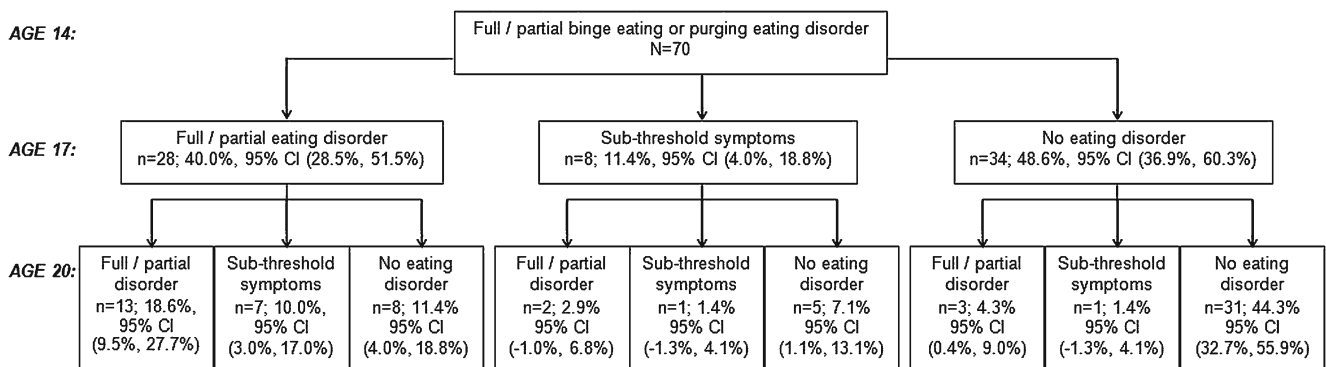 AGE 14:
Full / partial binge eating or purging eating disorder
N=70
AGE 17:
Full / partial eating disorder
n=28; 40.0%, 95% CI (28.5%, 51.5%)
Sub-threshold symptoms
n=8; 11.4%, 95% CI (4.0%, 18.8%)
No eating disorder
n=34; 48.6%, 95% CI (36.9%, 60.3%)
AGE 20:
Full / partial
disorder
n=13; 18.6%,
95% CI
(9.5%, 27.7%)
Sub-threshold
symptoms
n=7; 10.0%,
95% CI
(3.0%, 17.0%)
No eating
disorder
n=8; 11.4%
95% CI
(4.0%, 18.8%)
Full / partial
disorder
n=2; 2.9%
95% CI
(-1.0%, 6.8%)
Sub-threshold
symptoms
n=1; 1.4%
95% CI
(-1.3%, 4.1%)
No eating
disorder
n=5; 7.1%
95% CI
(1.1%, 13.1%)
Full / partial
disorder
n=3; 4.3%
95% CI
(0.4%, 9.0%)
Sub-threshold
symptoms
n=1; 1.4%
95% CI
(-1.3%, 4.1%)
No eating
disorder
n=31; 44.3%
95% CI
(32.7%, 55.9%)